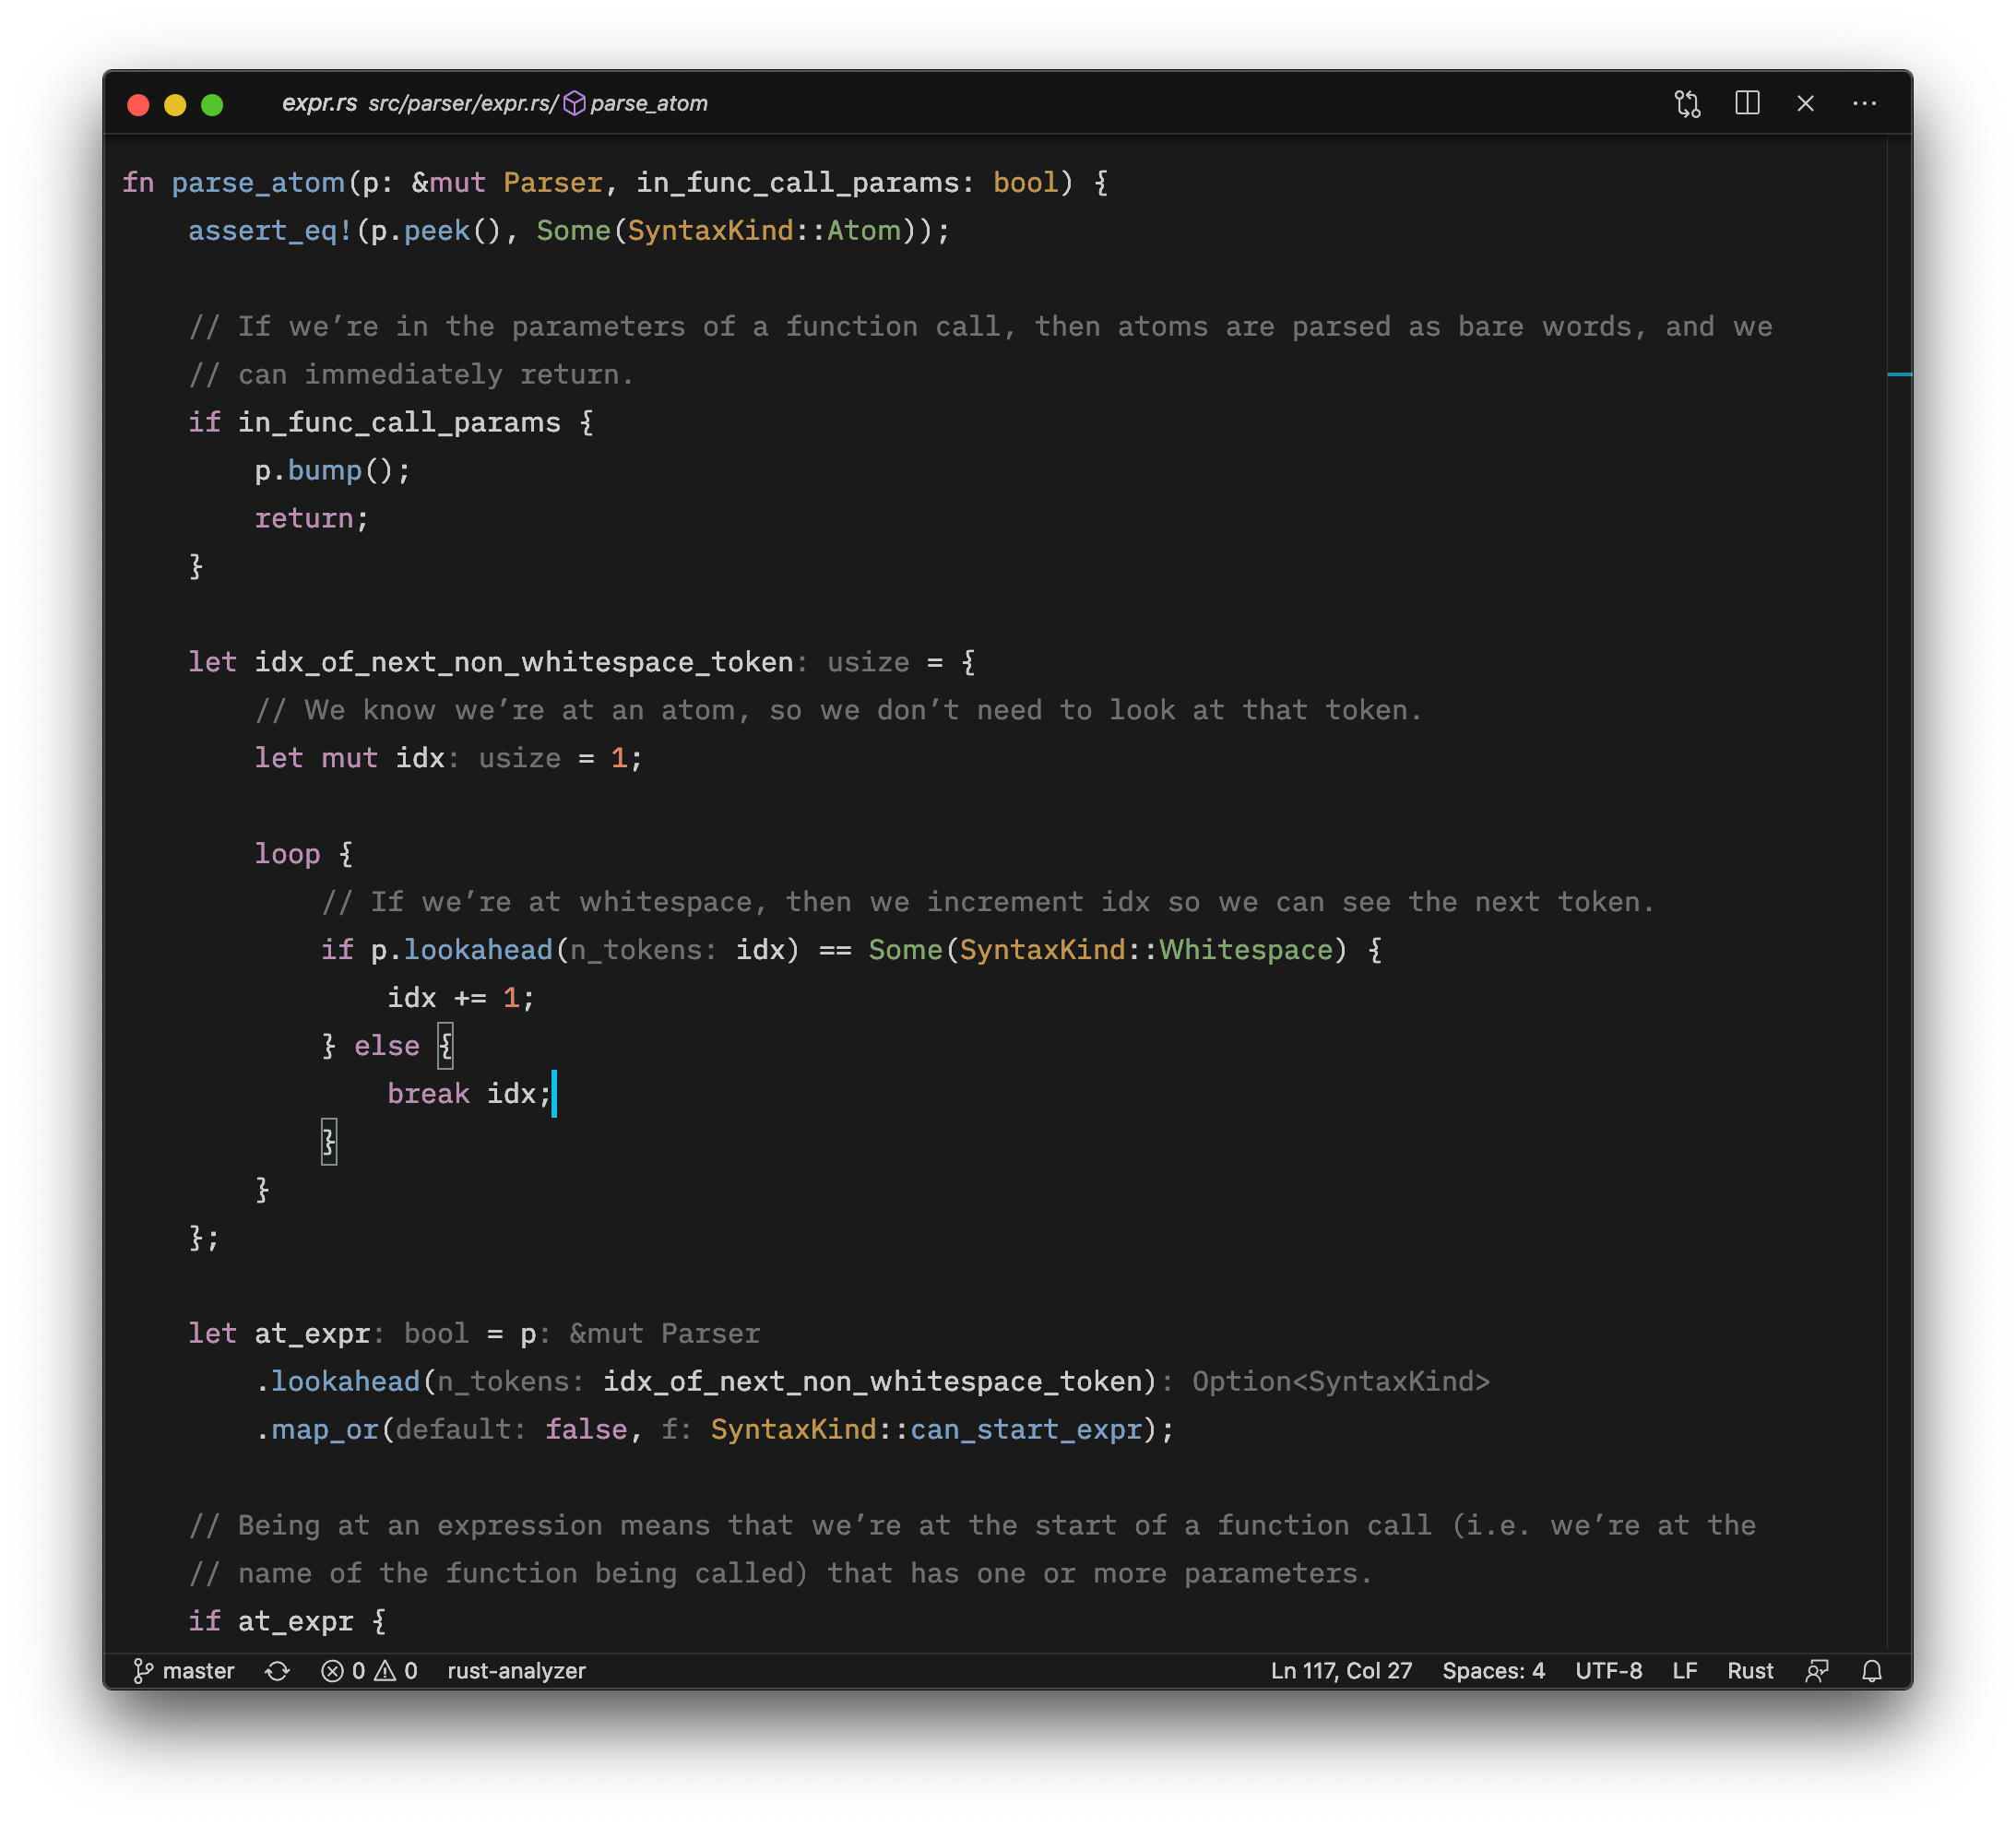 expr.rs src/parser/expr.rs/ parse_atom
fn parse_atom(p: &mut Parser, in_func_call_params: bool) {
    assert_eq!(p.peek(), Some(SyntaxKind::Atom));

    // If we’re in the parameters of a function call, then atoms are parsed as bare words, and we
    // can immediately return.
    if in_func_call_params {
        p.bump();
        return;
    }

    let idx_of_next_non_whitespace_token: usize = {
        // We know we’re at an atom, so we don’t need to look at that token.
        let mut idx: usize = 1;

        loop {
            // If we’re at whitespace, then we increment idx so we can see the next token.
            if p.lookahead(n_tokens: idx) == Some(SyntaxKind::Whitespace) {
                idx += 1;
            } else {
                break idx;
            }
        }
    };

    let at_expr: bool = p: &mut Parser
        .lookahead(n_tokens: idx_of_next_non_whitespace_token): Option<SyntaxKind>
        .map_or(default: false, f: SyntaxKind::can_start_expr);

    // Being at an expression means that we’re at the start of a function call (i.e. we’re at the
    // name of the function being called) that has one or more parameters.
    if at_expr {
master 0 0 rust-analyzer Ln 117, Col 27 Spaces: 4 UTF-8 LF Rust